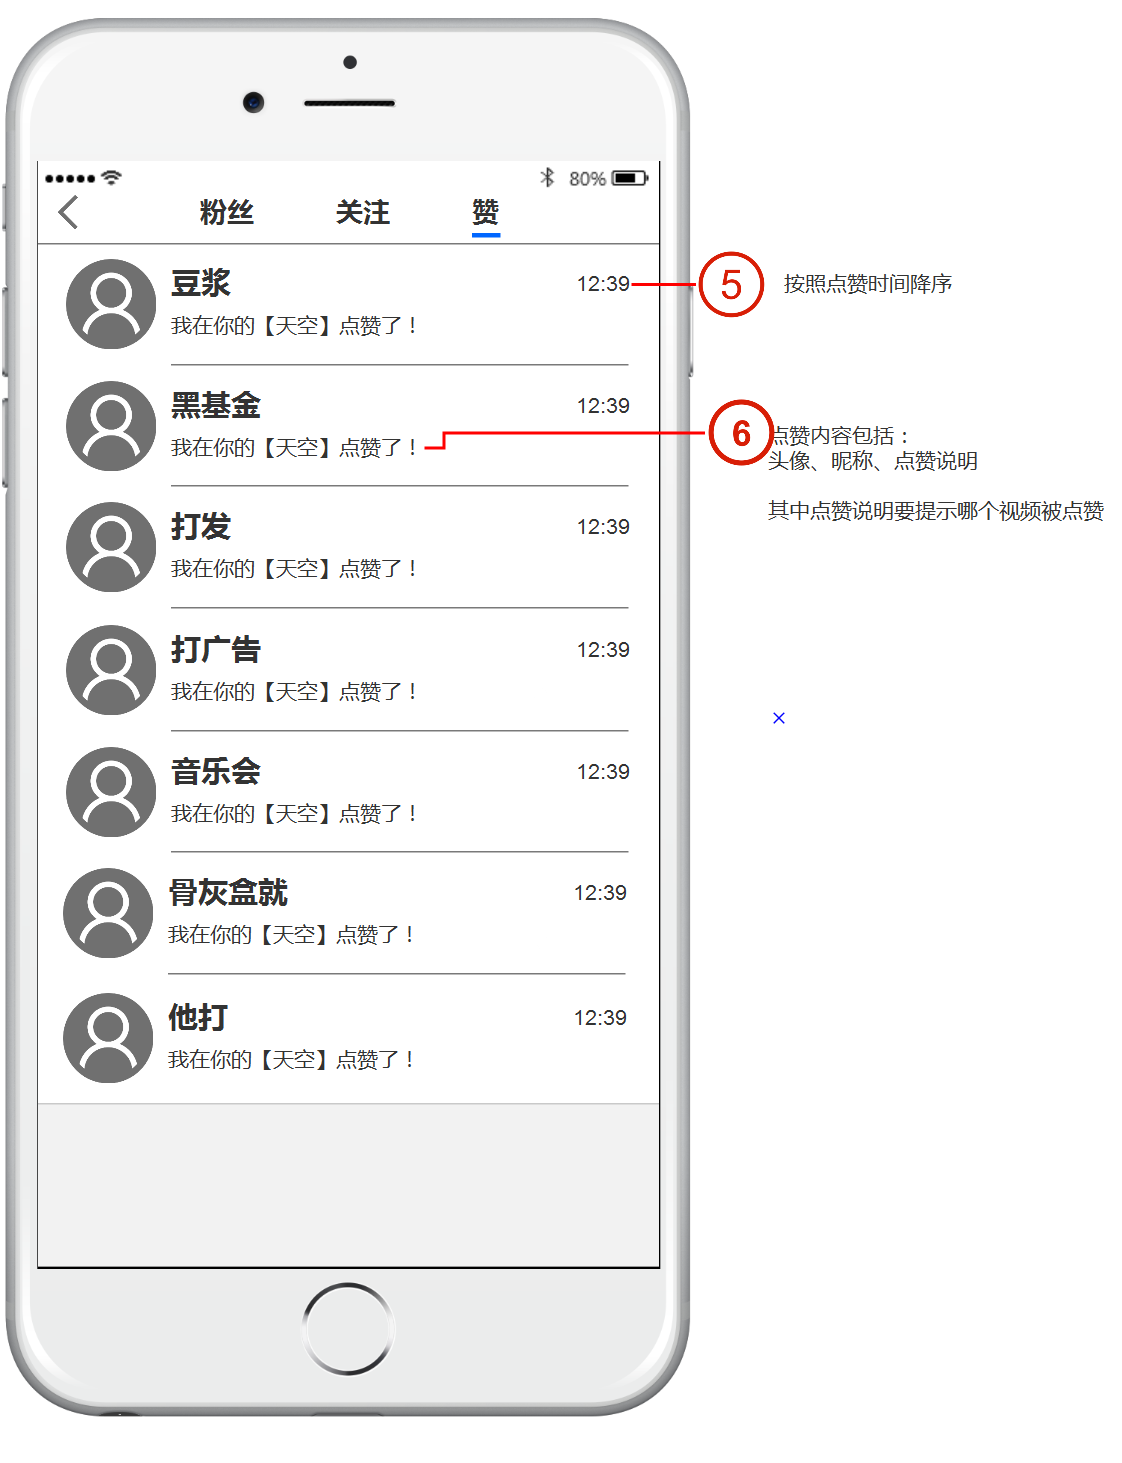 80%
粉丝 关注 赞
豆浆 12:39
我在你的【天空】点赞了！
5 按照点赞时间降序
黑基金 12:39
我在你的【天空】点赞了！
6 点赞内容包括：
头像、昵称、点赞说明
其中点赞说明要提示哪个视频被点赞
打发 12:39
我在你的【天空】点赞了！
打广告 12:39
我在你的【天空】点赞了！
音乐会 12:39
我在你的【天空】点赞了！
骨灰盒就 12:39
我在你的【天空】点赞了！
他打 12:39
我在你的【天空】点赞了！